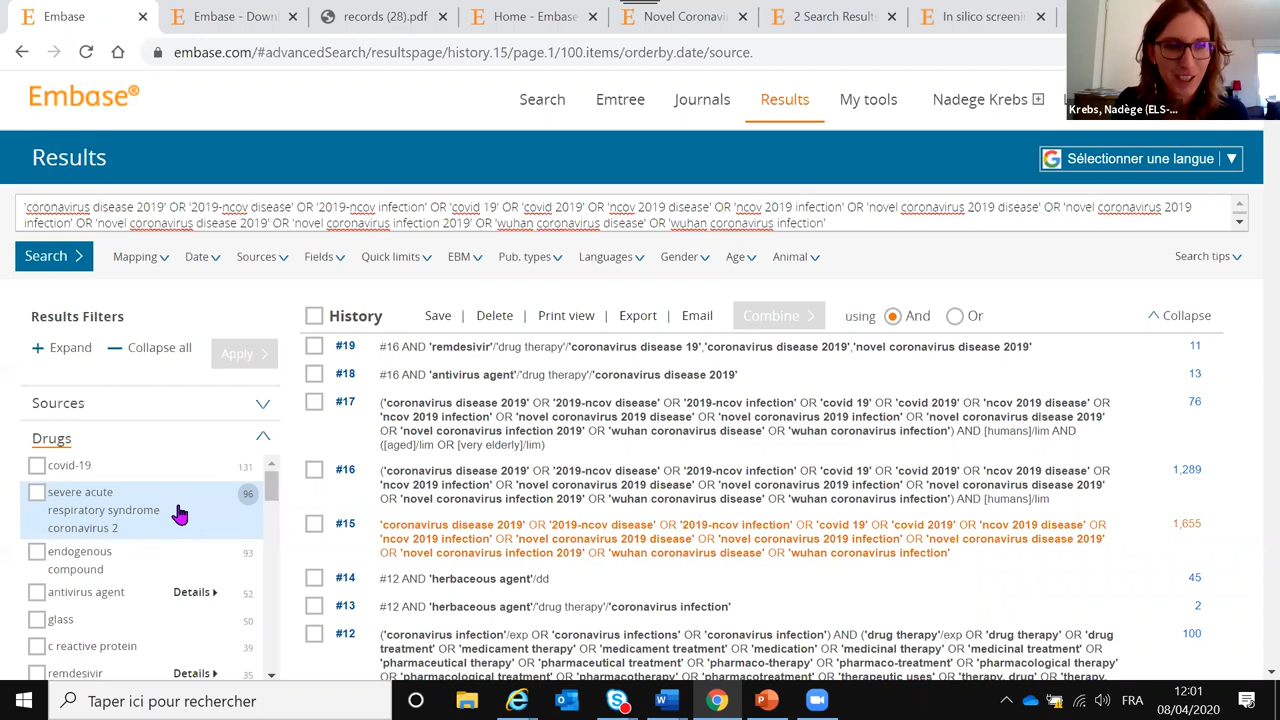 Embase
Embase - Down
records (28).pdf
Home - Embase
Novel Coronavi
2 Search Results
In silico screenin
embase.com/#advancedSearch/resultspage/history.15/page.1/100.items/orderby.date/source.
Krebs, Nadège (ELS-...
Embase®
Search
Emtree
Journals
Results
My tools
Nadege Krebs
Results
Sélectionner une langue
'coronavirus disease 2019' OR '2019-ncov disease' OR '2019-ncov infection' OR 'covid 19' OR 'covid 2019' OR 'ncov 2019 disease' OR 'ncov 2019 infection' OR 'novel coronavirus 2019 disease' OR 'novel coronavirus 2019
infection' OR 'novel coronavirus disease 2019' OR 'novel coronavirus infection 2019' OR 'wuhan coronavirus disease' OR 'wuhan coronavirus infection'
Search
Mapping
Date
Sources
Fields
Quick limits
EBM
Pub. types
Languages
Gender
Age
Animal
Search tips
Results Filters
Expand
Collapse all
Apply
Sources
Drugs
covid-19 131
severe acute 96
respiratory syndrome
coronavirus 2
endogenous 93
compound
antivirus agent Details 52
glass 50
c reactive protein 39
remdesivir Details 35
History
Save | Delete | Print view | Export | Email
Combine
using And Or
Collapse
#19 #16 AND 'remdesivir'/'drug therapy'/'coronavirus disease 19','coronavirus disease 2019','novel coronavirus disease 2019' 11
#18 #16 AND 'antivirus agent'/'drug therapy'/'coronavirus disease 2019' 13
#17 ('coronavirus disease 2019' OR '2019-ncov disease' OR '2019-ncov infection' OR 'covid 19' OR 'covid 2019' OR 'ncov 2019 disease' OR 76
'ncov 2019 infection' OR 'novel coronavirus 2019 disease' OR 'novel coronavirus 2019 infection' OR 'novel coronavirus disease
2019' OR 'novel coronavirus infection 2019' OR 'wuhan coronavirus disease' OR 'wuhan coronavirus infection') AND [humans]/lim AND
([aged]/lim OR [very elderly]/lim)
#16 ('coronavirus disease 2019' OR '2019-ncov disease' OR '2019-ncov infection' OR 'covid 19' OR 'covid 2019' OR 'ncov 2019 disease' OR 1,289
'ncov 2019 infection' OR 'novel coronavirus 2019 disease' OR 'novel coronavirus 2019 infection' OR 'novel coronavirus disease
2019' OR 'novel coronavirus infection 2019' OR 'wuhan coronavirus disease' OR 'wuhan coronavirus infection') AND [humans]/lim
#15 'coronavirus disease 2019' OR '2019-ncov disease' OR '2019-ncov infection' OR 'covid 19' OR 'covid 2019' OR 'ncov 2019 disease' OR 1,655
'ncov 2019 infection' OR 'novel coronavirus 2019 disease' OR 'novel coronavirus 2019 infection' OR 'novel coronavirus disease
2019' OR 'novel coronavirus infection 2019' OR 'wuhan coronavirus disease' OR 'wuhan coronavirus infection'
#14 #12 AND 'herbaceous agent'/dd 45
#13 #12 AND 'herbaceous agent'/'drug therapy'/'coronavirus infection' 2
#12 ('coronavirus infection'/exp OR 'coronavirus infections' OR 'coronavirus infection') AND ('drug therapy'/exp OR 'drug therapy' OR 'drug 100
treatment' OR 'medicament therapy' OR 'medicament treatment' OR 'medication' OR 'medicinal therapy' OR 'medicinal treatment' OR
'pharmaceutical therapy' OR 'pharmaceutical treatment' OR 'pharmaco-therapy' OR 'pharmaco-treatment' OR 'pharmacological therapy'
OR 'pharmacological treatment' OR 'pharmacotherapy' OR 'pharmacotreatment' OR 'therapeutic uses' OR 'therapy, drug' OR 'therapy,
Taper ici pour rechercher
FRA
12:01
08/04/2020